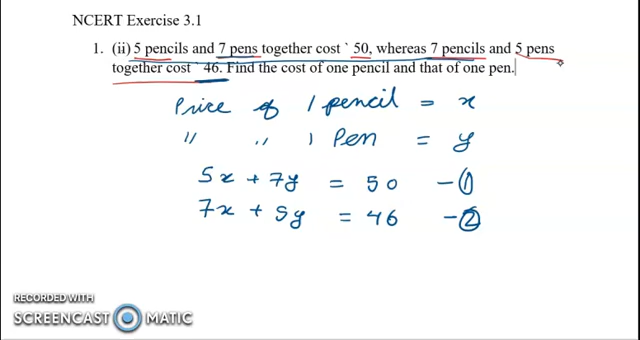 NCERT Exercise 3.1
1. (ii) 5 pencils and 7 pens together cost ` 50, whereas 7 pencils and 5 pens
together cost ` 46. Find the cost of one pencil and that of one pen.
Price of 1 pencil = x
" " 1 Pen = y
5x + 7y = 50 - ①
7x + 5y = 46 - ②
RECORDED WITH
SCREENCAST MATIC